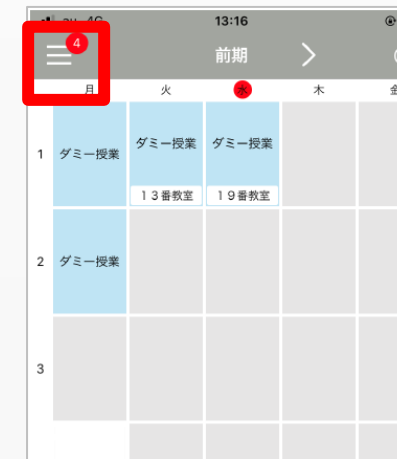 au 4G 13:16
4 前期
月 火 水 木 金
1 ダミー授業 ダミー授業 ダミー授業
13番教室 19番教室
2 ダミー授業
3